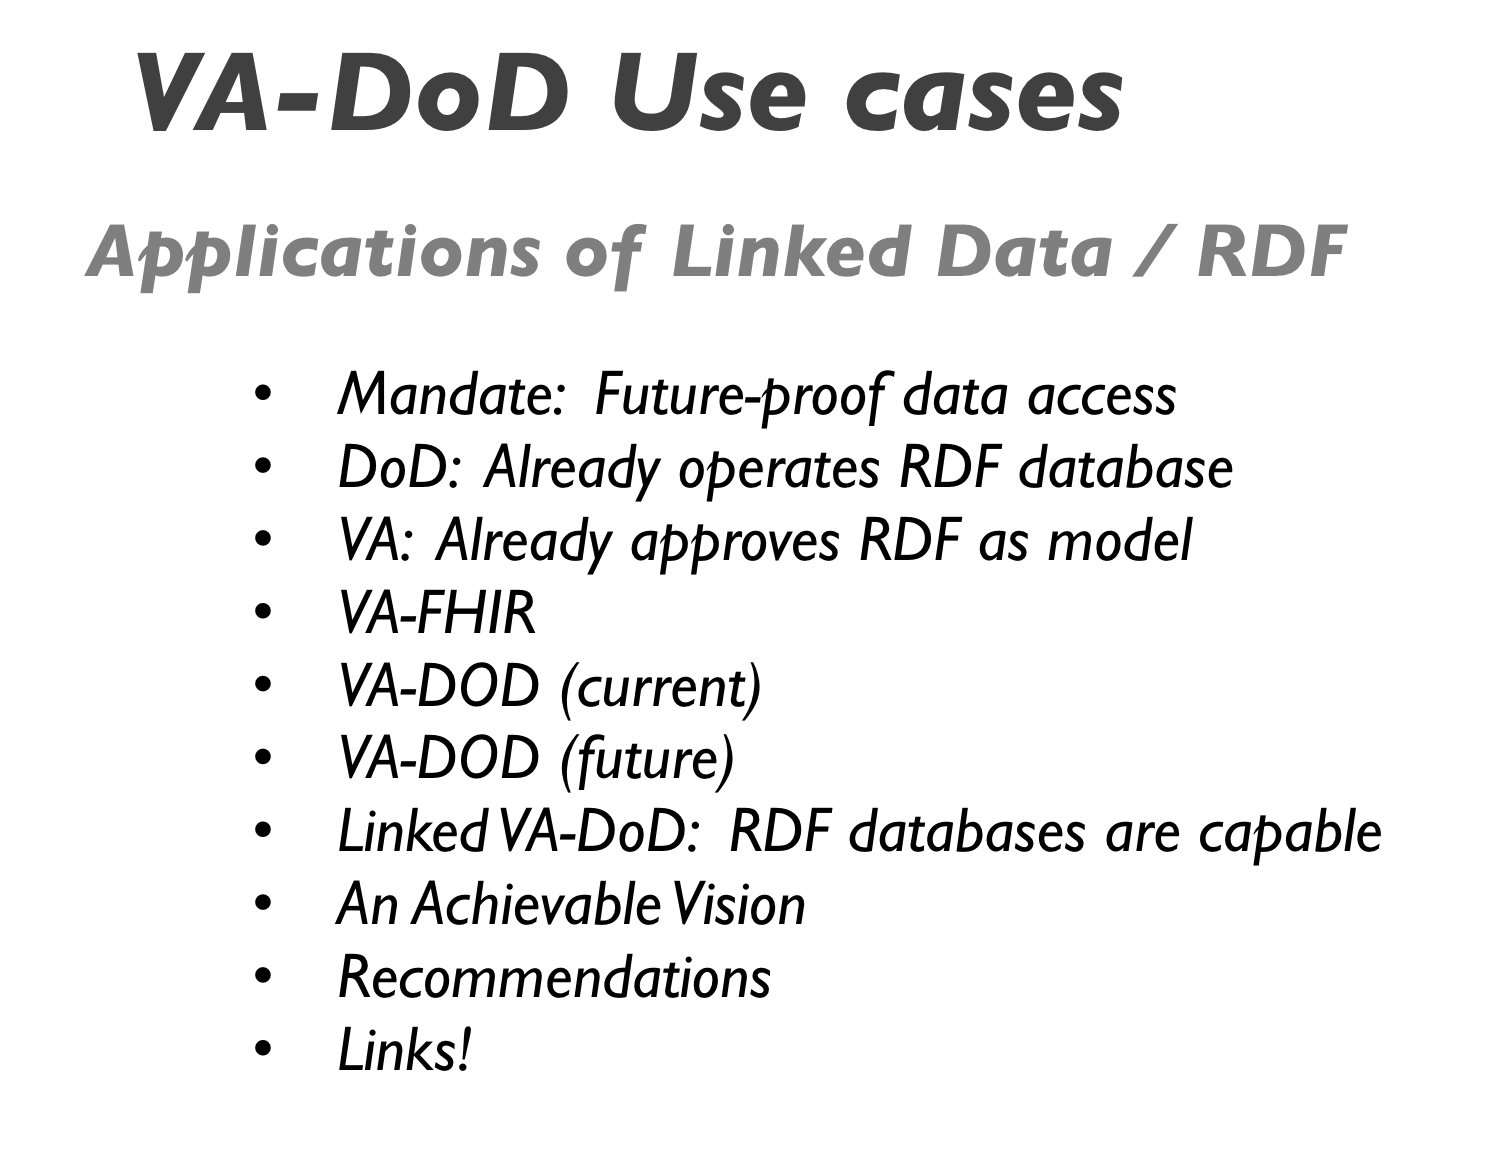 VA-DoD Use cases
Applications of Linked Data / RDF
• Mandate: Future-proof data access
• DoD: Already operates RDF database
• VA: Already approves RDF as model
• VA-FHIR
• VA-DOD (current)
• VA-DOD (future)
• Linked VA-DoD: RDF databases are capable
• An Achievable Vision
• Recommendations
• Links!